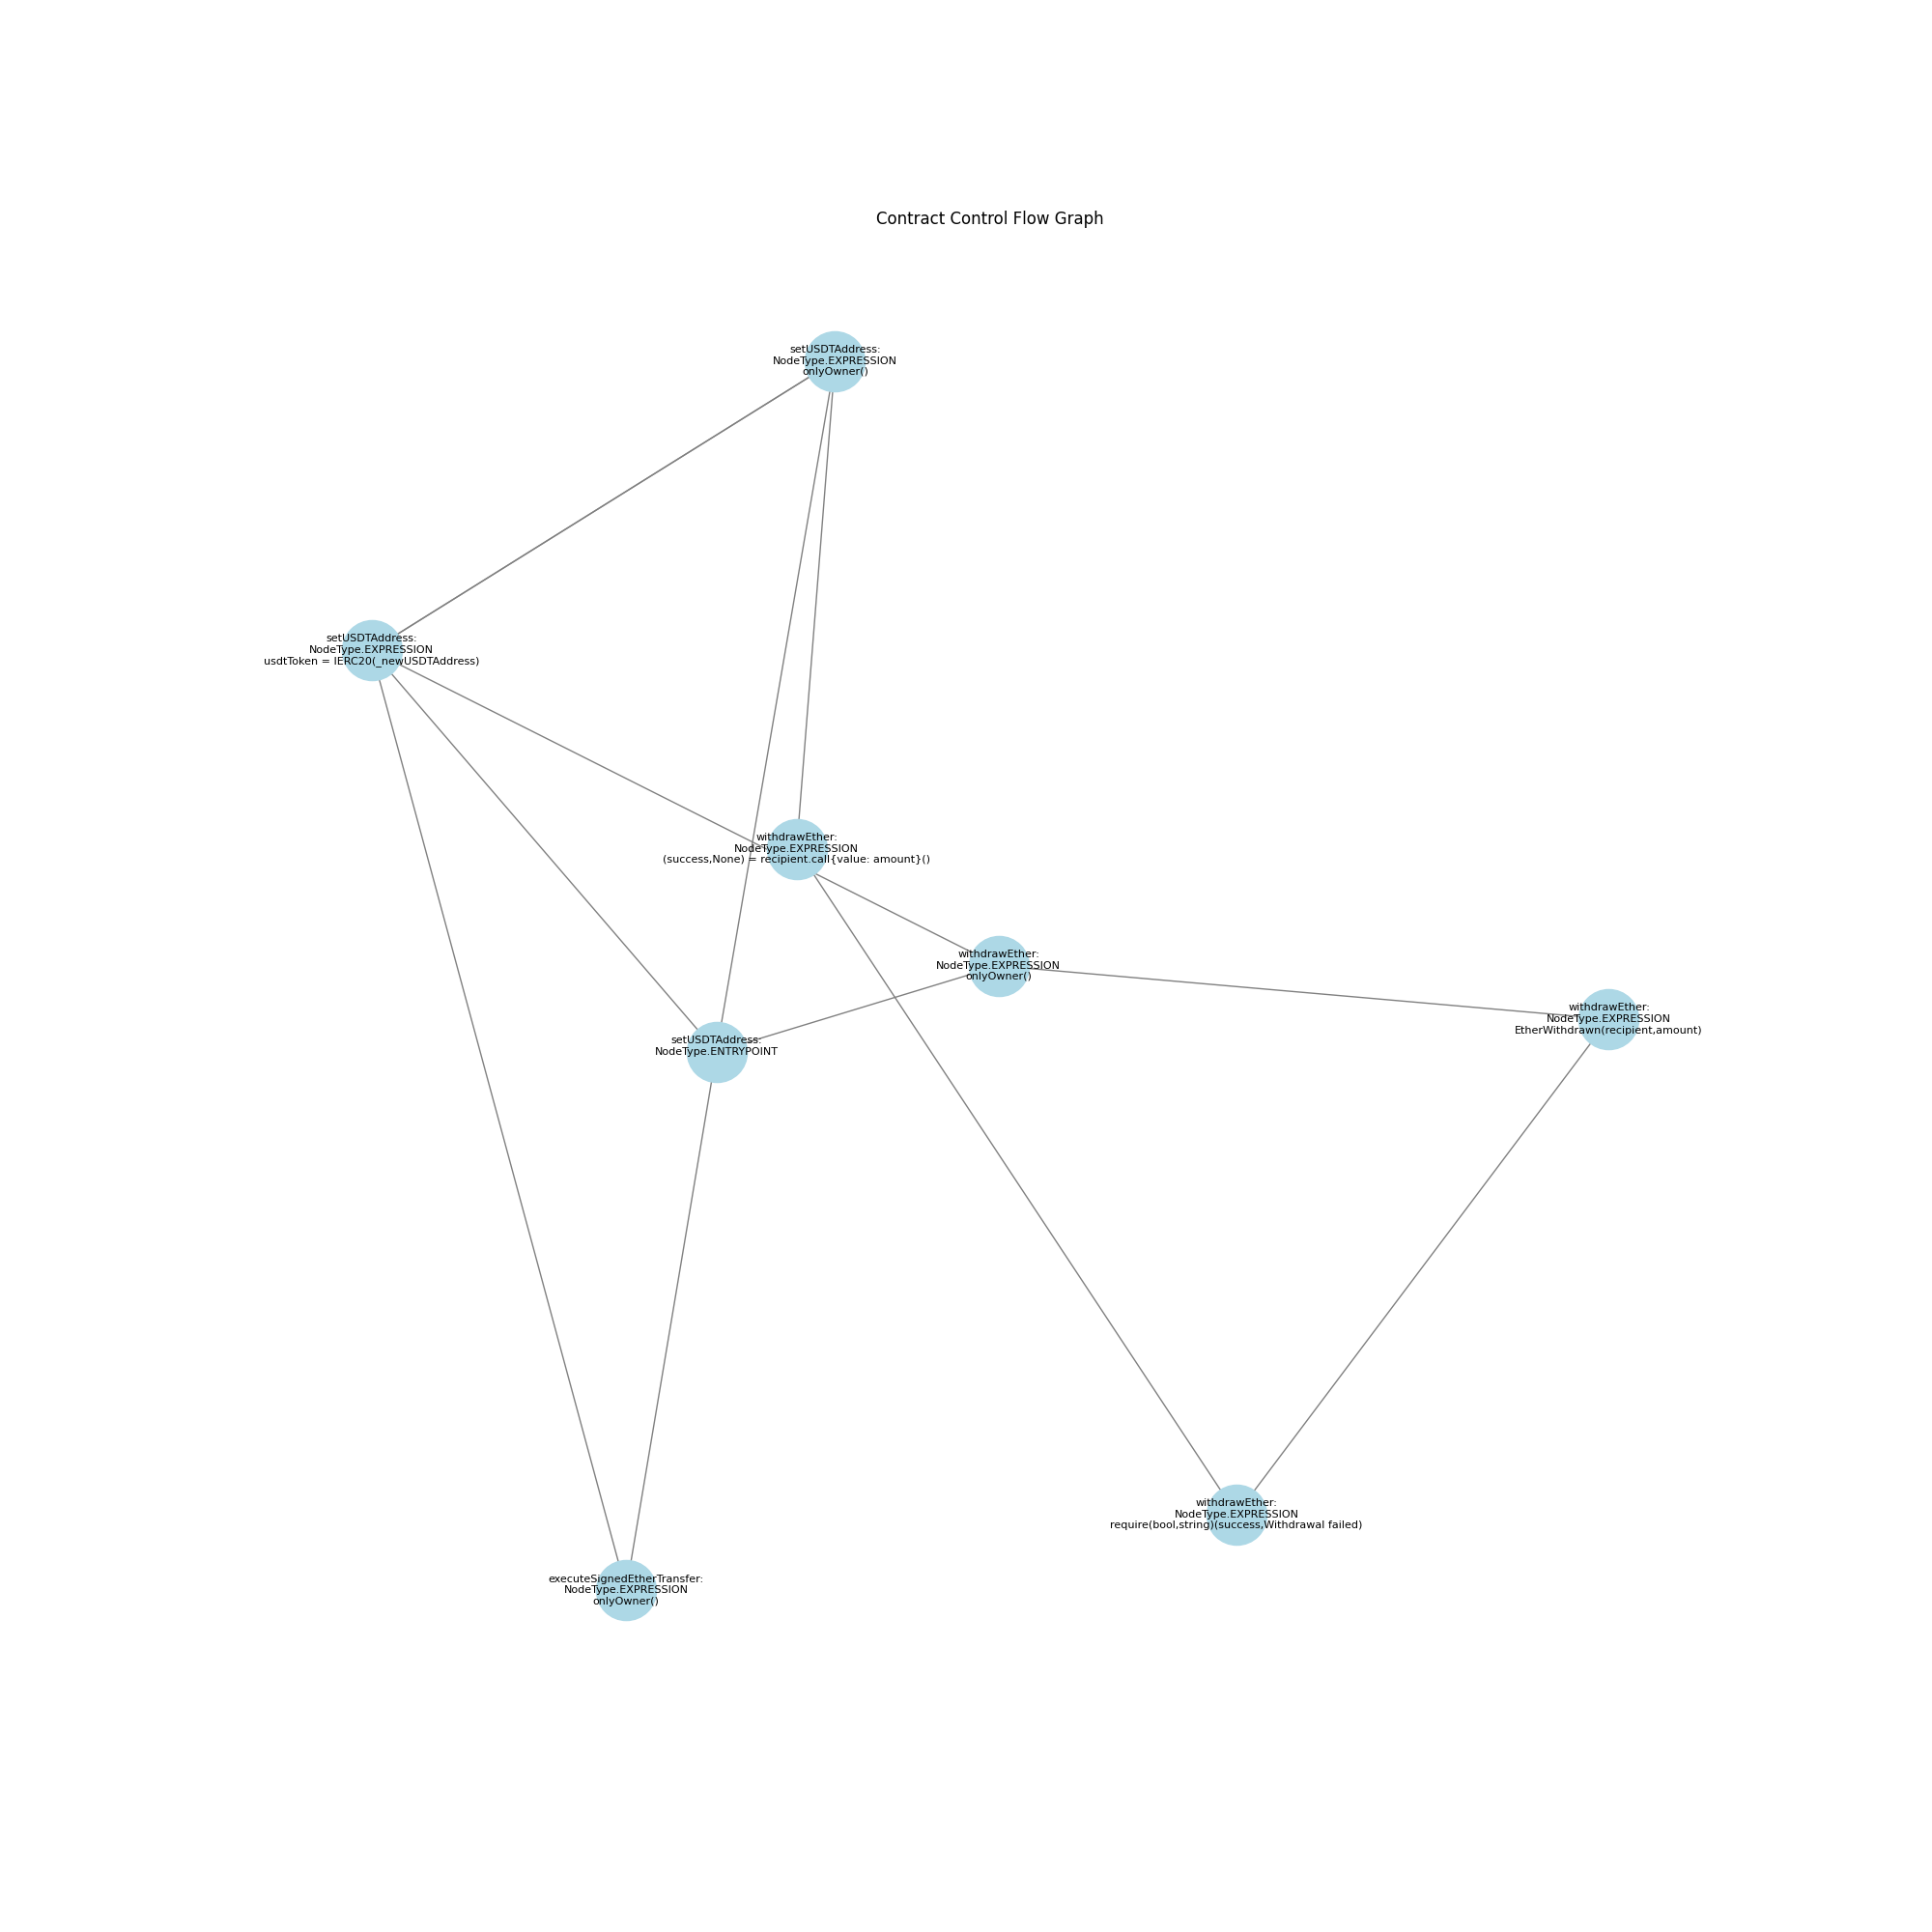 Contract Control Flow Graph
setUSDTAddress:
NodeType.EXPRESSION
onlyOwner()
setUSDTAddress:
NodeType.EXPRESSION
usdtToken = IERC20(_newUSDTAddress)
withdrawEther:
NodeType.EXPRESSION
(success,None) = recipient.call{value: amount}()
withdrawEther:
NodeType.EXPRESSION
onlyOwner()
withdrawEther:
NodeType.EXPRESSION
EtherWithdrawn(recipient,amount)
setUSDTAddress:
NodeType.ENTRYPOINT
withdrawEther:
NodeType.EXPRESSION
require(bool,string)(success,Withdrawal failed)
executeSignedEtherTransfer:
NodeType.EXPRESSION
onlyOwner()